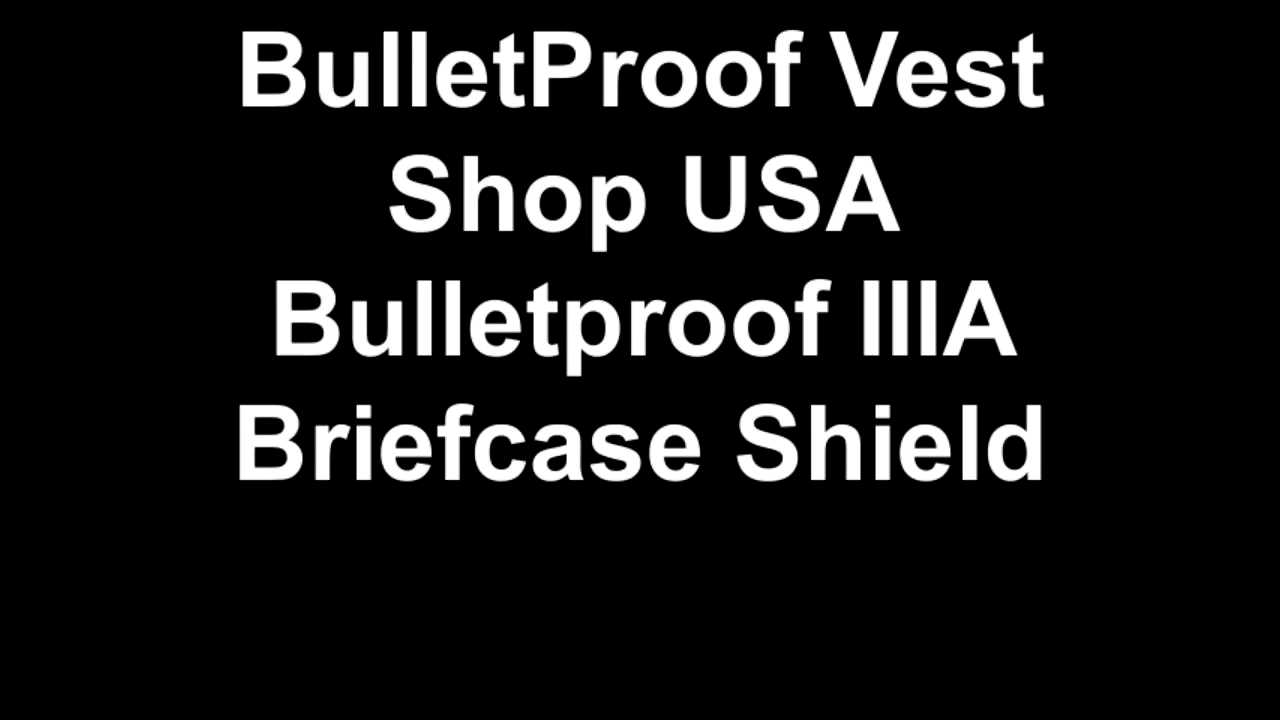 BulletProof Vest
Shop USA
Bulletproof IIIA
Briefcase Shield